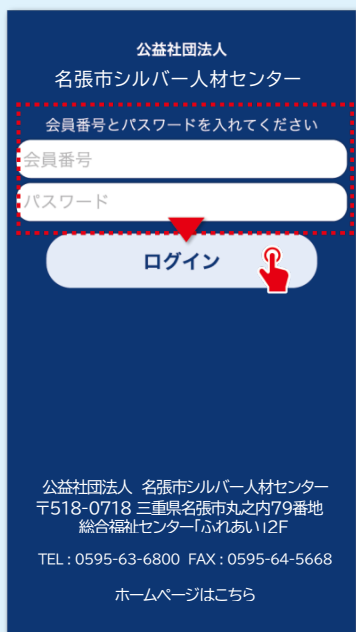 公益社団法人
名張市シルバー人材センター
会員番号とパスワードを入れてください
会員番号
パスワード
ログイン
公益社団法人 名張市シルバー人材センター
〒518-0718 三重県名張市丸之内79番地
総合福祉センター「ふれあい」2F
TEL : 0595-63-6800 FAX : 0595-64-5668
ホームページはこちら